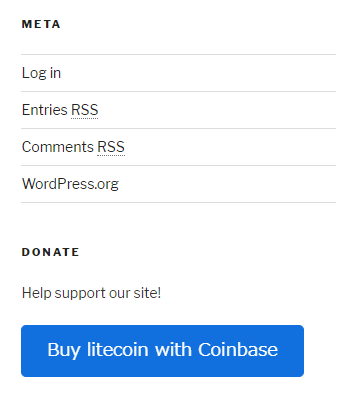 META
Log in
Entries RSS
Comments RSS
WordPress.org
DONATE
Help support our site!
Buy litecoin with Coinbase